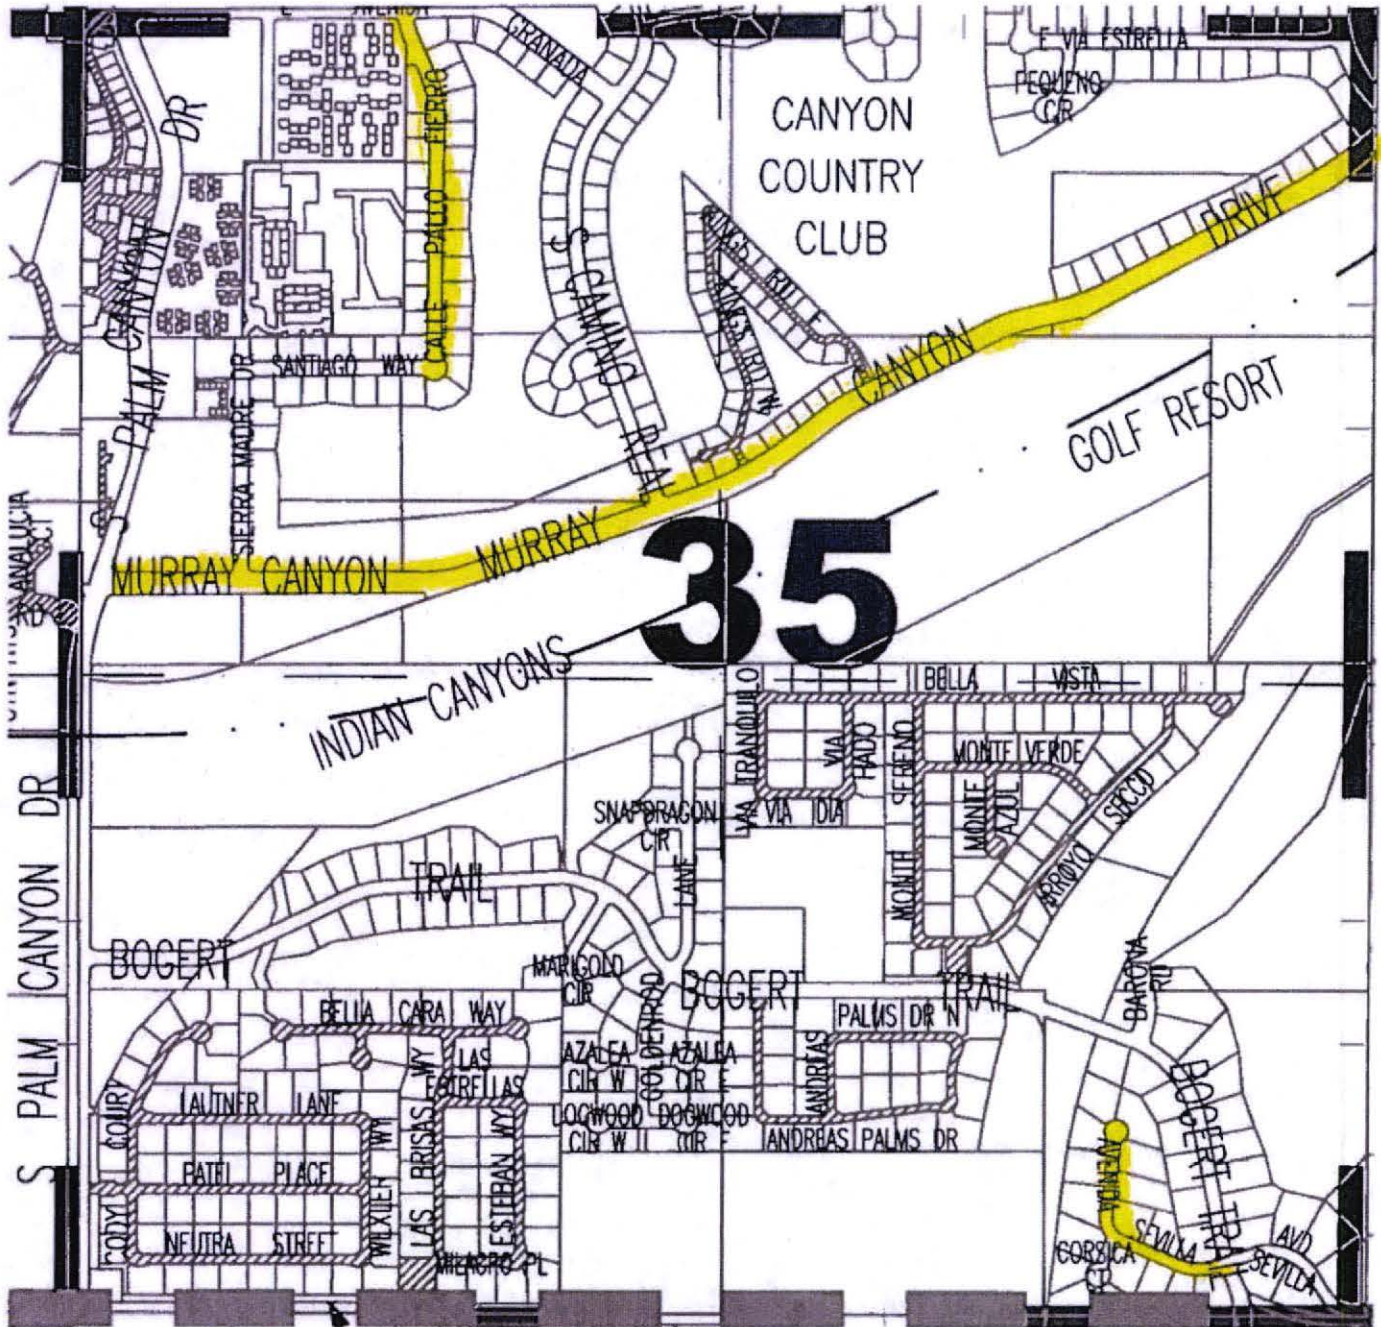 GRANADA
E VIA ESTRELLA
PEQUENO
CIR
DR
PALM CANYON
CALLE PALLO FIERRO
CANYON
COUNTRY
CLUB
S CAMINO REAL
SANTIAGO WAY
SIERRA MADRE DR
MURRAY CANYON
MURRAY CANYON DRIVE
GOLF RESORT
35
INDIAN CANYONS
S PALM CANYON DR
BELLA VISTA
VIA TRANQUILO
VIA
VIA DIA
MONTE SERENO
MONTE VERDE
MONTE
AZUL
ARROYO SECCO
SNAPDRAGON
CIR
LANE
BOGERT TRAIL
MARIGOLD
CIR
GOLDENROD
BOGERT TRAIL
BARONA
RD
BELLA CARA WAY
PALMS DR N
ANDREAS
LAS
ESTRELLAS
AZALEA
CIR W
AZALEA
CIR E
DOGWOOD
CIR W
DOGWOOD
CIR E
ANDREAS PALMS DR
LAUTNER LANE
CODY COURT
PATEL PLACE
NEUTRA STREET
WEXLER WY
LAS BRISAS WY
ESTEBAN WY
MILAGRO PL
BOGERT TRAIL
AVENIDA
SEVILLA
CORSICA
CT
AVD
SEVILLA